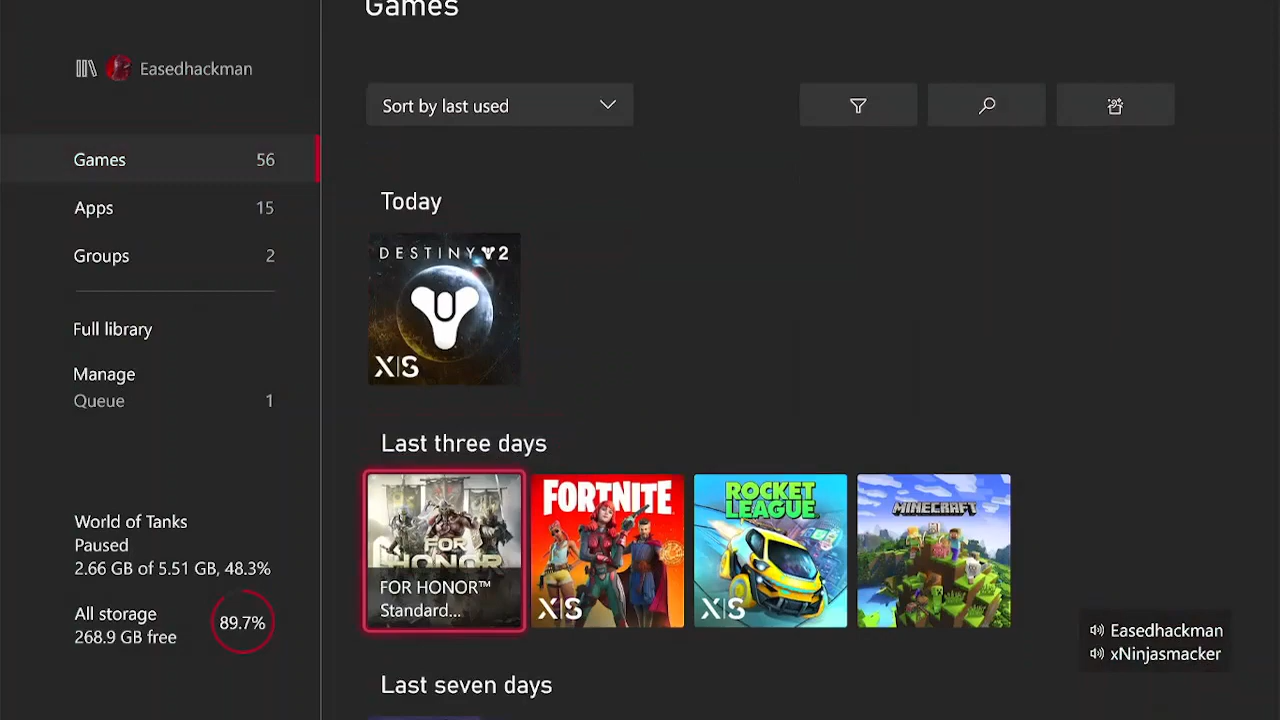 Games
Easedhackman
Sort by last used
Games 56
Apps 15
Groups 2
Full library
Manage
Queue 1
World of Tanks
Paused
2.66 GB of 5.51 GB, 48.3%
All storage
268.9 GB free
89.7%
Today
DESTINY 2
X|S
Last three days
FOR
HONOR
FOR HONOR™
Standard...
FORTNITE
X|S
ROCKET
LEAGUE
X|S
MINECRAFT
Last seven days
Easedhackman
xNinjasmacker